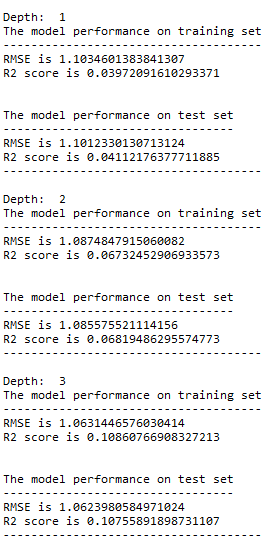 Depth:  1
The model performance on training set
-------------------------------------
RMSE is 1.1034601383841307
R2 score is 0.03972091610293371
The model performance on test set
---------------------------------
RMSE is 1.1012330130713124
R2 score is 0.04112176377711885
-------------------------------------
Depth:  2
The model performance on training set
-------------------------------------
RMSE is 1.0874847915060082
R2 score is 0.06732452906933573
The model performance on test set
---------------------------------
RMSE is 1.085575521114156
R2 score is 0.06819486295574773
-------------------------------------
Depth:  3
The model performance on training set
-------------------------------------
RMSE is 1.0631446576030414
R2 score is 0.10860766908327213
The model performance on test set
---------------------------------
RMSE is 1.0623980584971024
R2 score is 0.10755891898731107
-------------------------------------